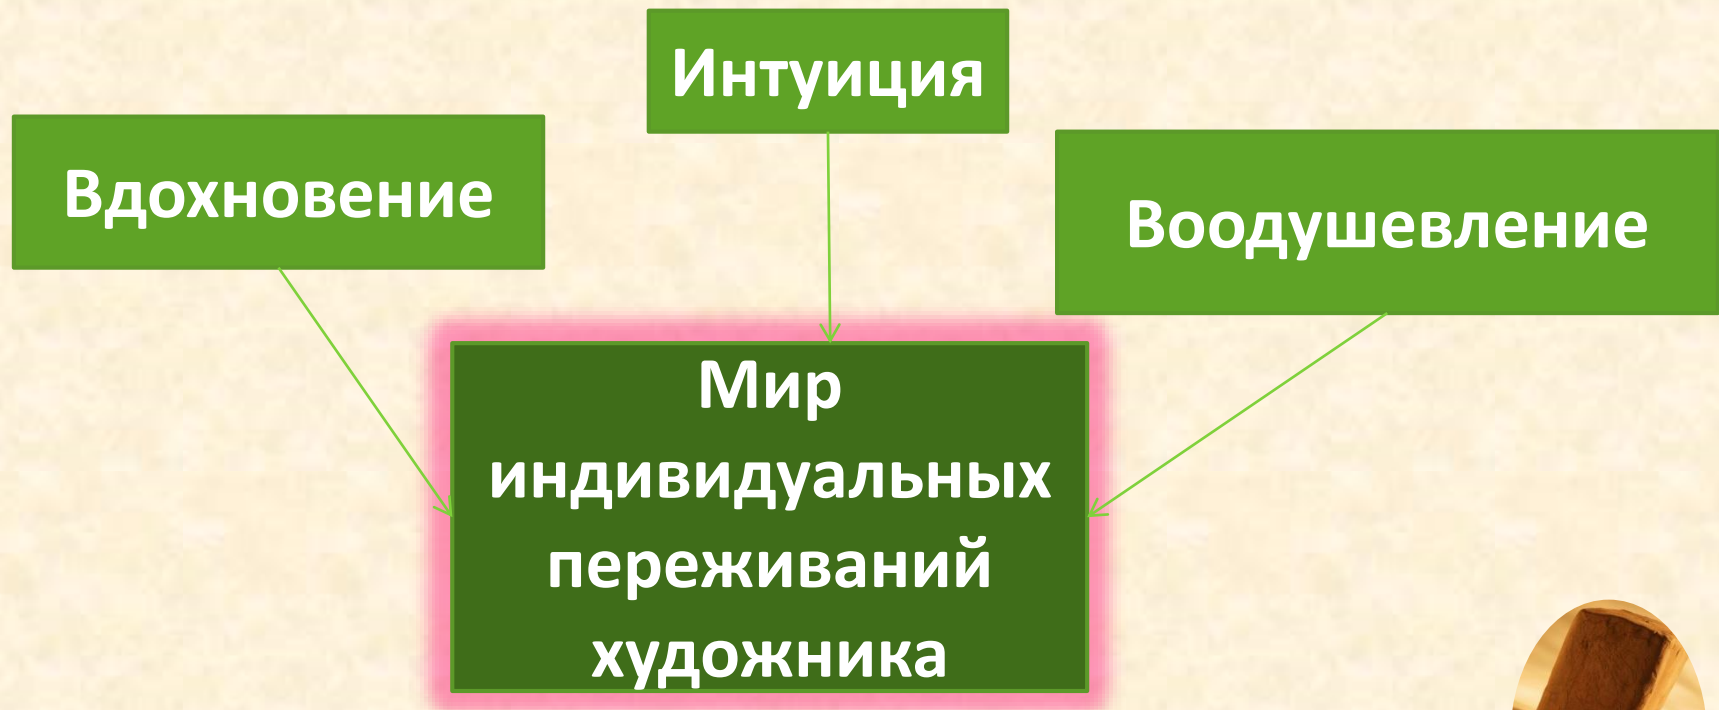 Интуиция
Вдохновение
Воодушевление
Мир
индивидуальных
переживаний
художника